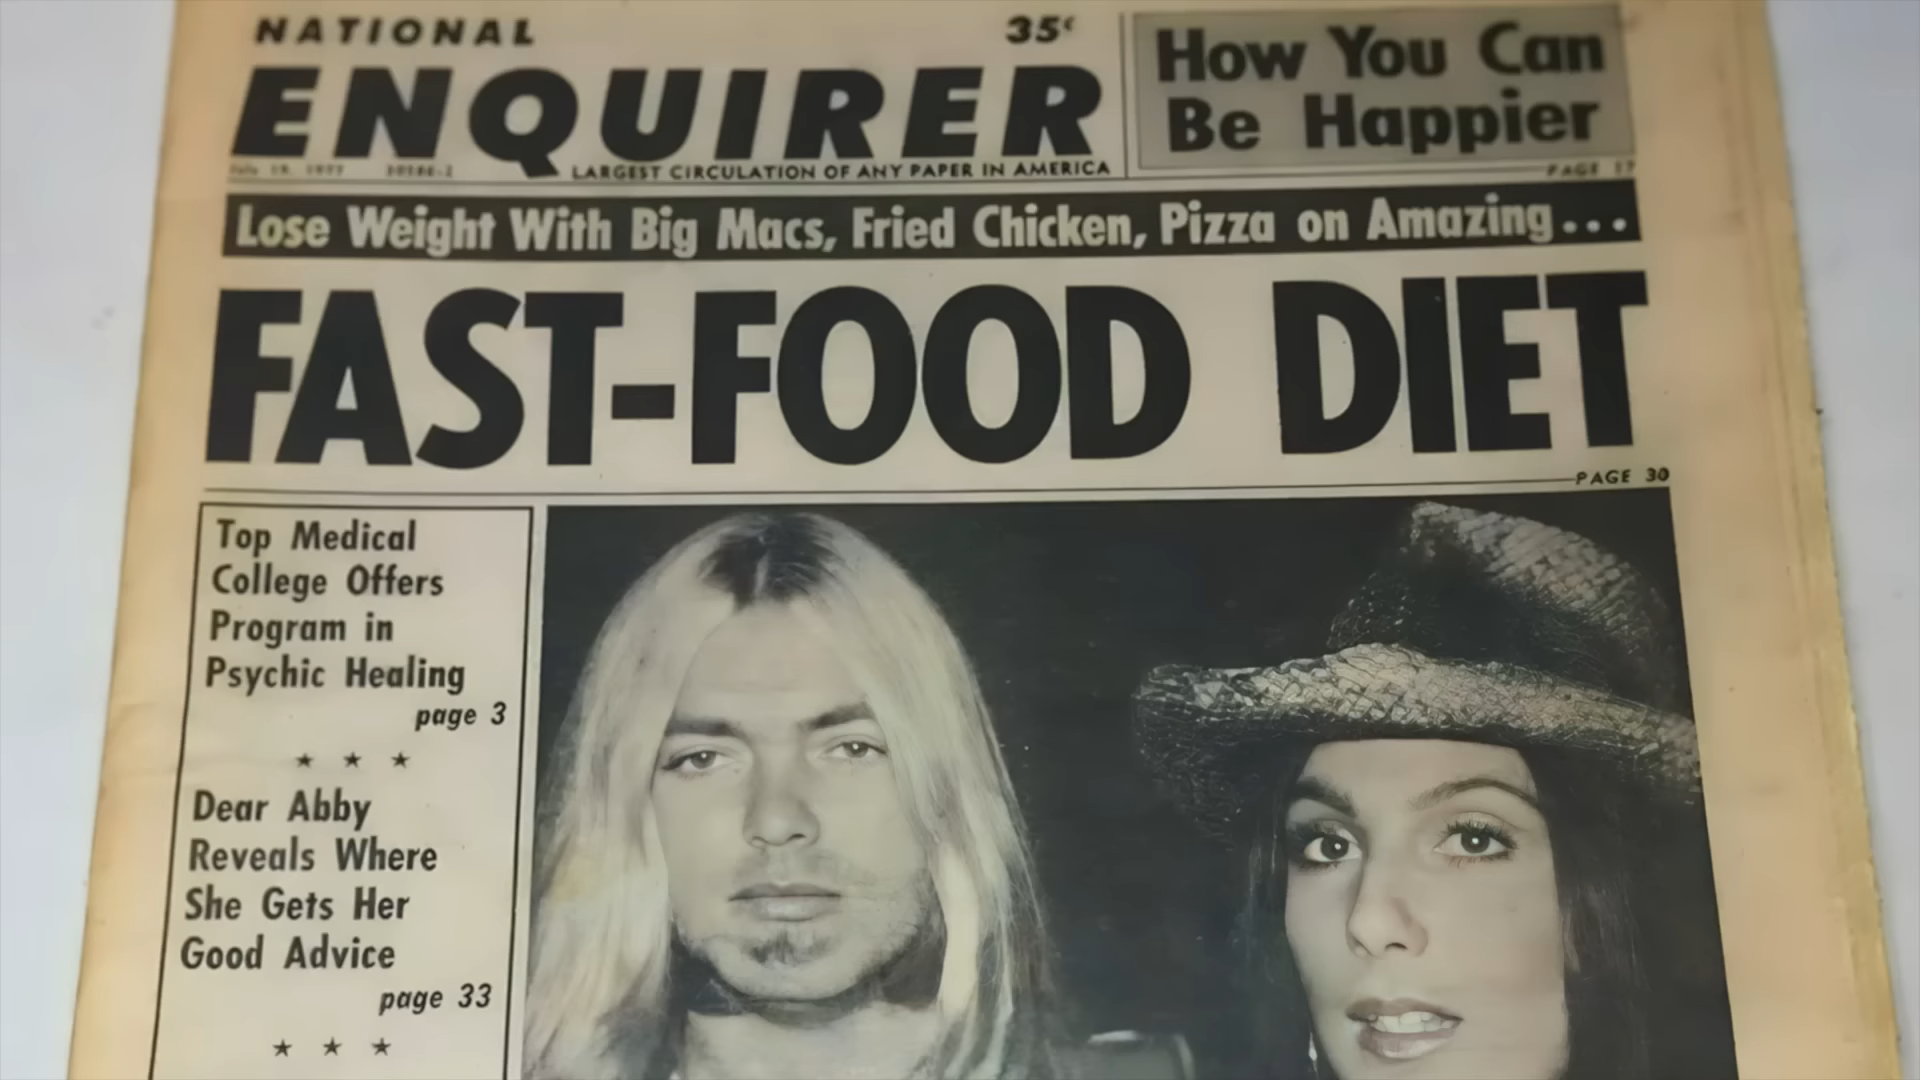 NATIONAL
35¢
ENQUIRER
LARGEST CIRCULATION OF ANY PAPER IN AMERICA
How You Can
Be Happier
PAGE 17
Lose Weight With Big Macs, Fried Chicken, Pizza on Amazing...
FAST-FOOD DIET
PAGE 30
Top Medical
College Offers
Program in
Psychic Healing
page 3
Dear Abby
Reveals Where
She Gets Her
Good Advice
page 33